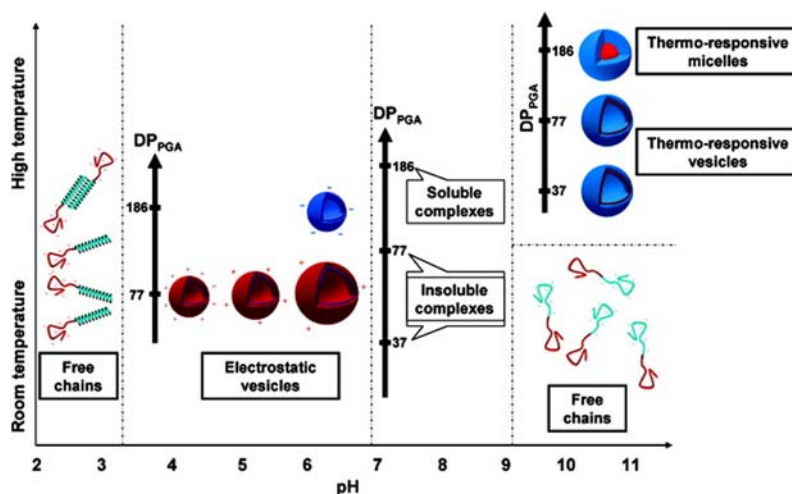 High temprature
Room temperature
Free
chains
DP_PGA
186
77
Electrostatic
vesicles
DP_PGA
186
77
37
Soluble
complexes
Insoluble
complexes
DP_PGA
186
77
37
Thermo-responsive
micelles
Thermo-responsive
vesicles
Free
chains
2 3 4 5 6 7 8 9 10 11
pH